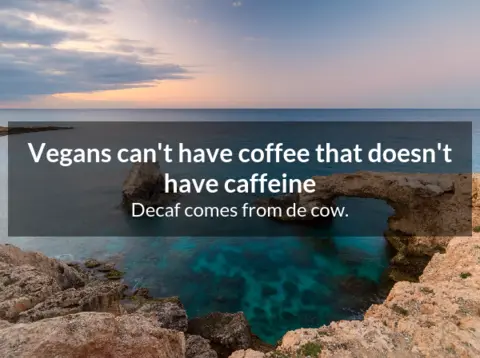 Vegans can't have coffee that doesn't
have caffeine
Decaf comes from de cow.